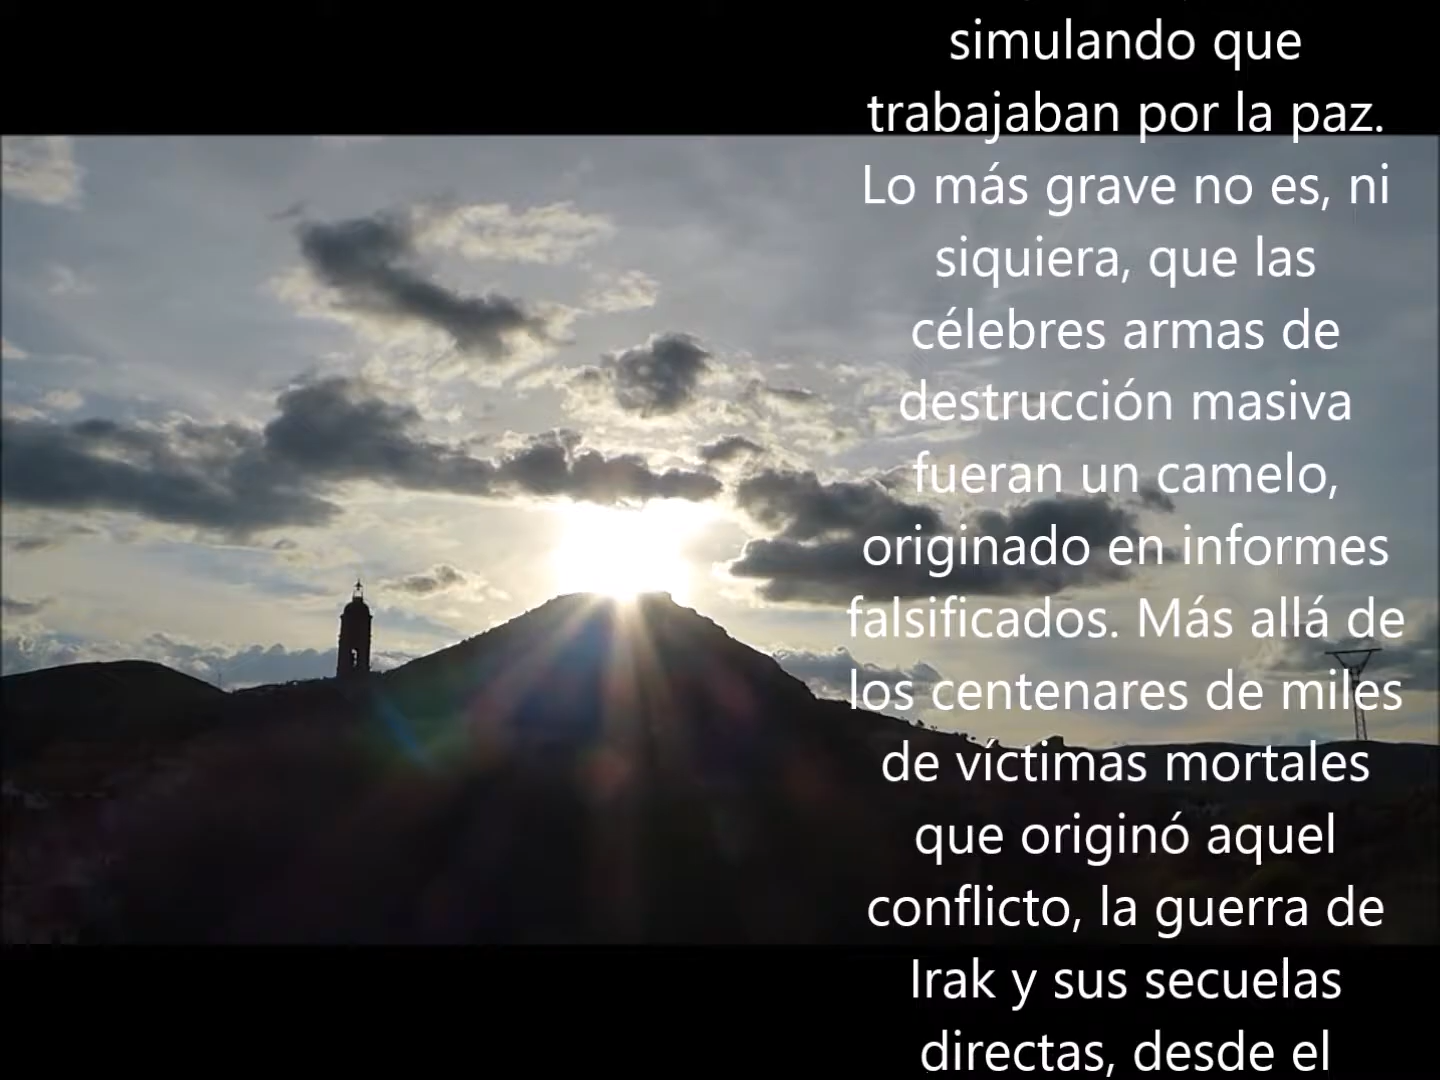 simulando que
trabajaban por la paz.
Lo más grave no es, ni
siquiera, que las
célebres armas de
destrucción masiva
fueran un camelo,
originado en informes
falsificados. Más allá de
los centenares de miles
de víctimas mortales
que originó aquel
conflicto, la guerra de
Irak y sus secuelas
directas, desde el